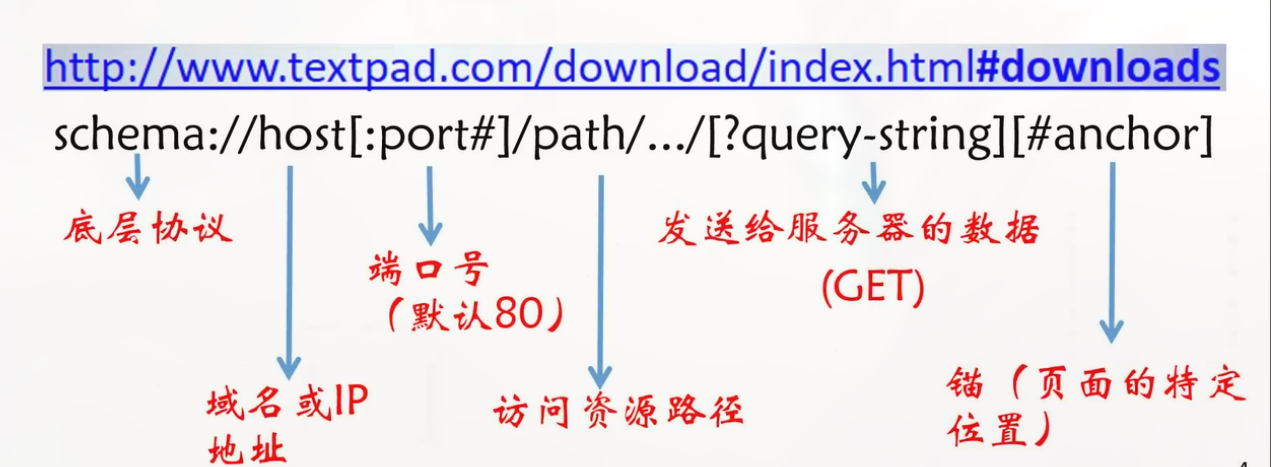 http://www.textpad.com/download/index.html#downloads
schema://host[:port#]/path/.../[?query-string][#anchor]
底层协议
域名或IP
地址
端口号
（默认80）
访问资源路径
发送给服务器的数据
(GET)
锚（页面的特定
位置）